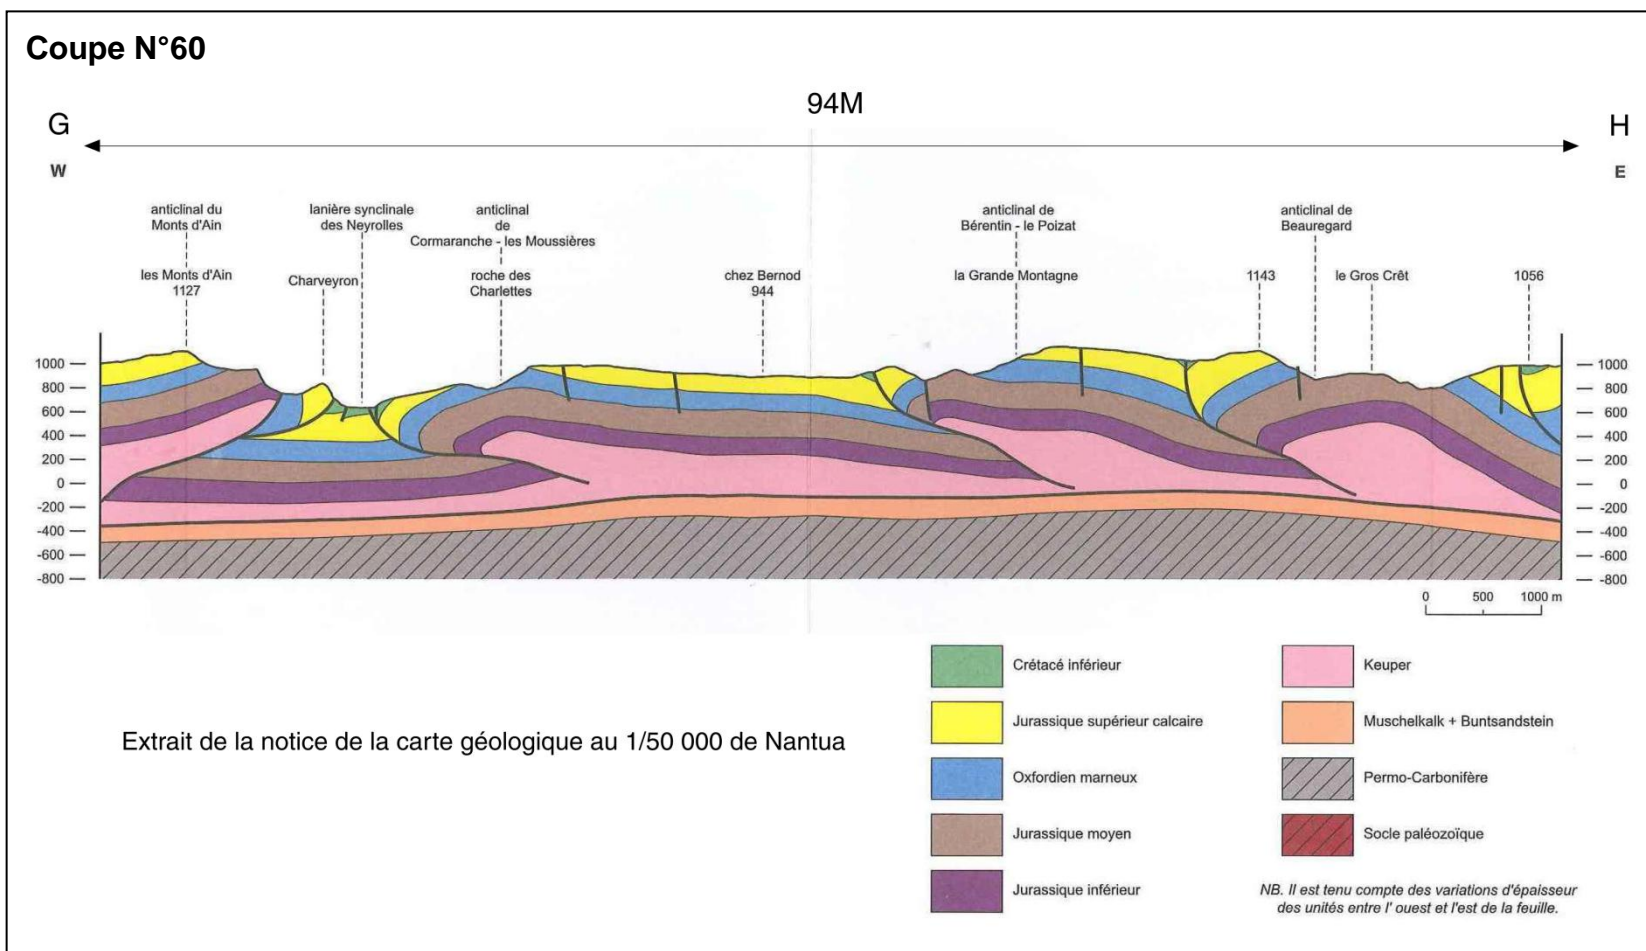 Coupe N°60
94M
G
H
W
E
anticlinal du
Monts d'Ain
lanière synclinale
des Neyrolles
anticlinal
de
Cormaranche - les Moussières
anticlinal de
Bérentin - le Poizat
anticlinal de
Beauregard
les Monts d'Ain
1127
Charveyron
roche des
Charlettes
chez Bernod
944
la Grande Montagne
1143
le Gros Crêt
1056
1000
800
600
400
200
0
-200
-400
-600
-800
1000
800
600
400
200
0
-200
-400
-600
-800
0 500 1000 m
Crétacé inférieur
Jurassique supérieur calcaire
Oxfordien marneux
Jurassique moyen
Jurassique inférieur
Keuper
Muschelkalk + Buntsandstein
Permo-Carbonifère
Socle paléozoïque
Extrait de la notice de la carte géologique au 1/50 000 de Nantua
NB. Il est tenu compte des variations d'épaisseur
des unités entre l' ouest et l'est de la feuille.